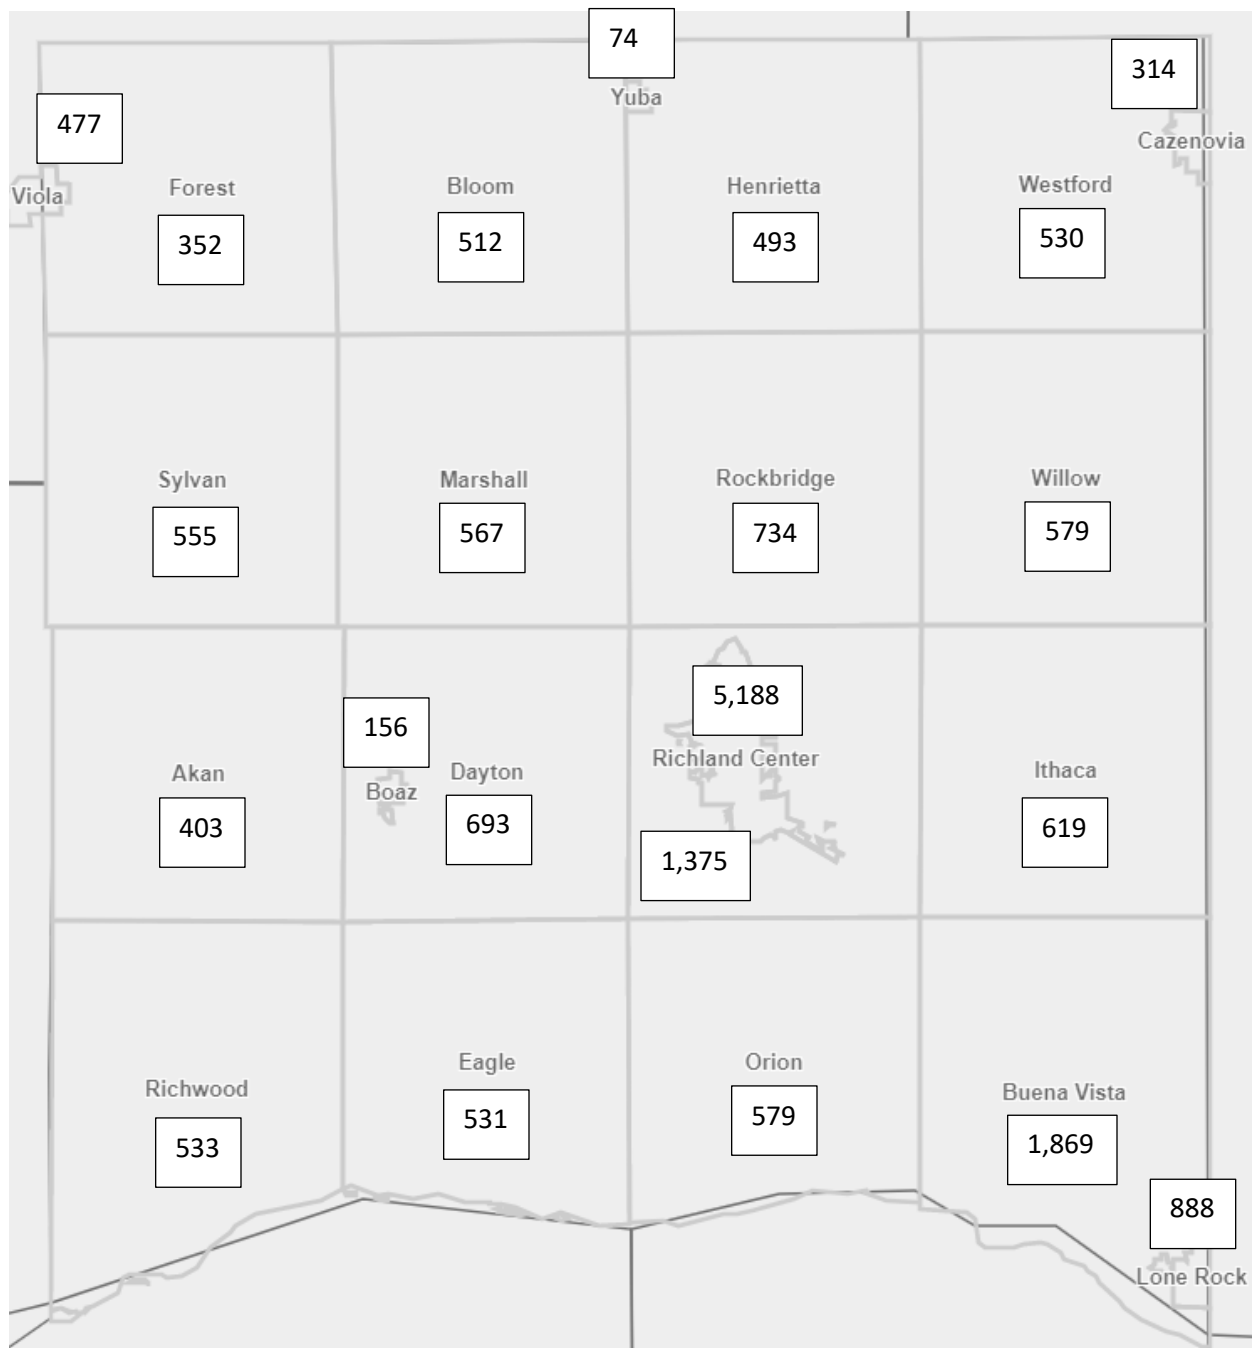 74
Yuba
314
Cazenovia
477
Viola
Forest
352
Bloom
512
Henrietta
493
Westford
530
Sylvan
555
Marshall
567
Rockbridge
734
Willow
579
Akan
403
156
Boaz
Dayton
693
5,188
Richland Center
1,375
Ithaca
619
Richwood
533
Eagle
531
Orion
579
Buena Vista
1,869
888
Lone Rock